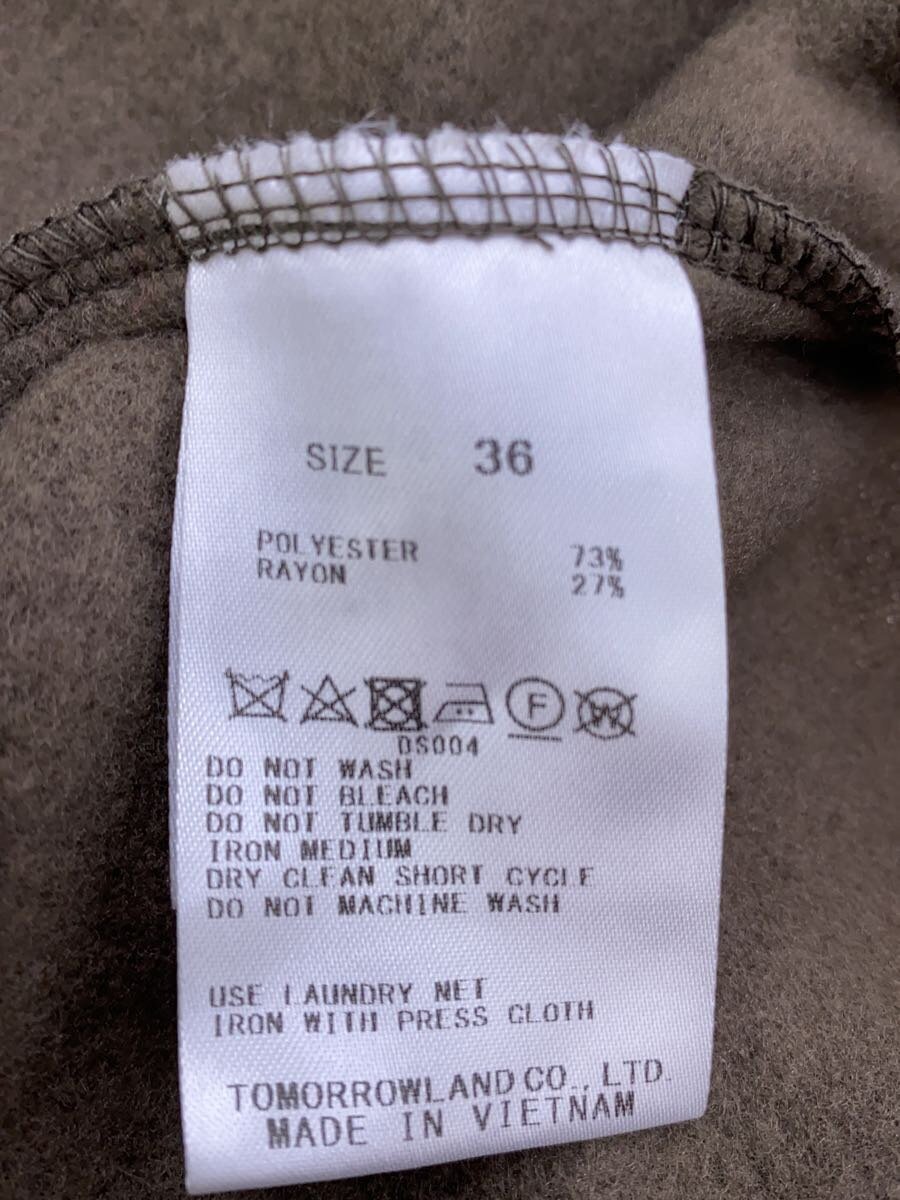 SIZE 36
POLYESTER 73%
RAYON 27%
F W
DS004
DO NOT WASH
DO NOT BLEACH
DO NOT TUMBLE DRY
IRON MEDIUM
DRY CLEAN SHORT CYCLE
DO NOT MACHINE WASH
USE LAUNDRY NET
IRON WITH PRESS CLOTH
TOMORROWLAND CO., LTD.
MADE IN VIETNAM